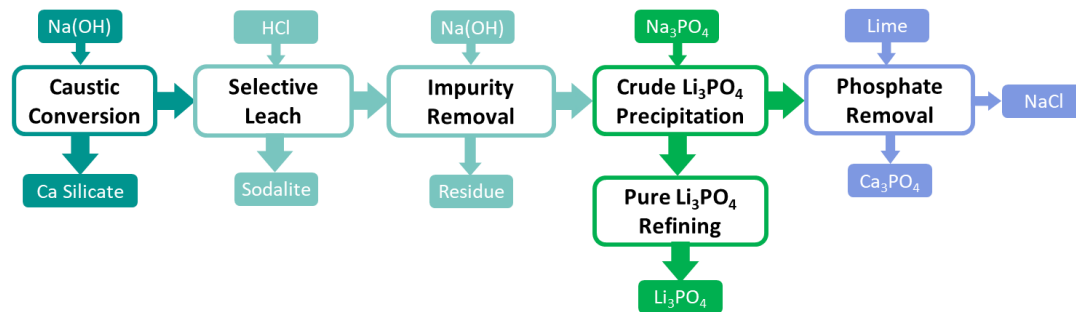 Na(OH)
HCl
Na(OH)
Na₃PO₄
Lime
Caustic
Conversion
Selective
Leach
Impurity
Removal
Crude Li₃PO₄
Precipitation
Phosphate
Removal
NaCl
Ca Silicate
Sodalite
Residue
Pure Li₃PO₄
Refining
Ca₃PO₄
Li₃PO₄